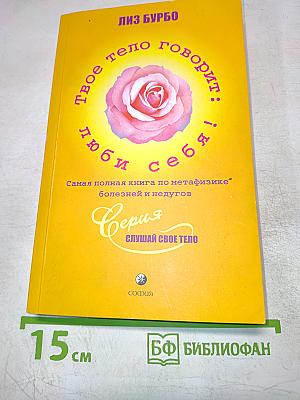 ЛИЗ БУРБО
Твое тело говорит:
люби себя!
Самая полная книга по метафизике*
болезней и недугов
Серия
СЛУШАЙ СВОЕ ТЕЛО
СОФИЯ
15 см
БФ БИБЛИОФАН